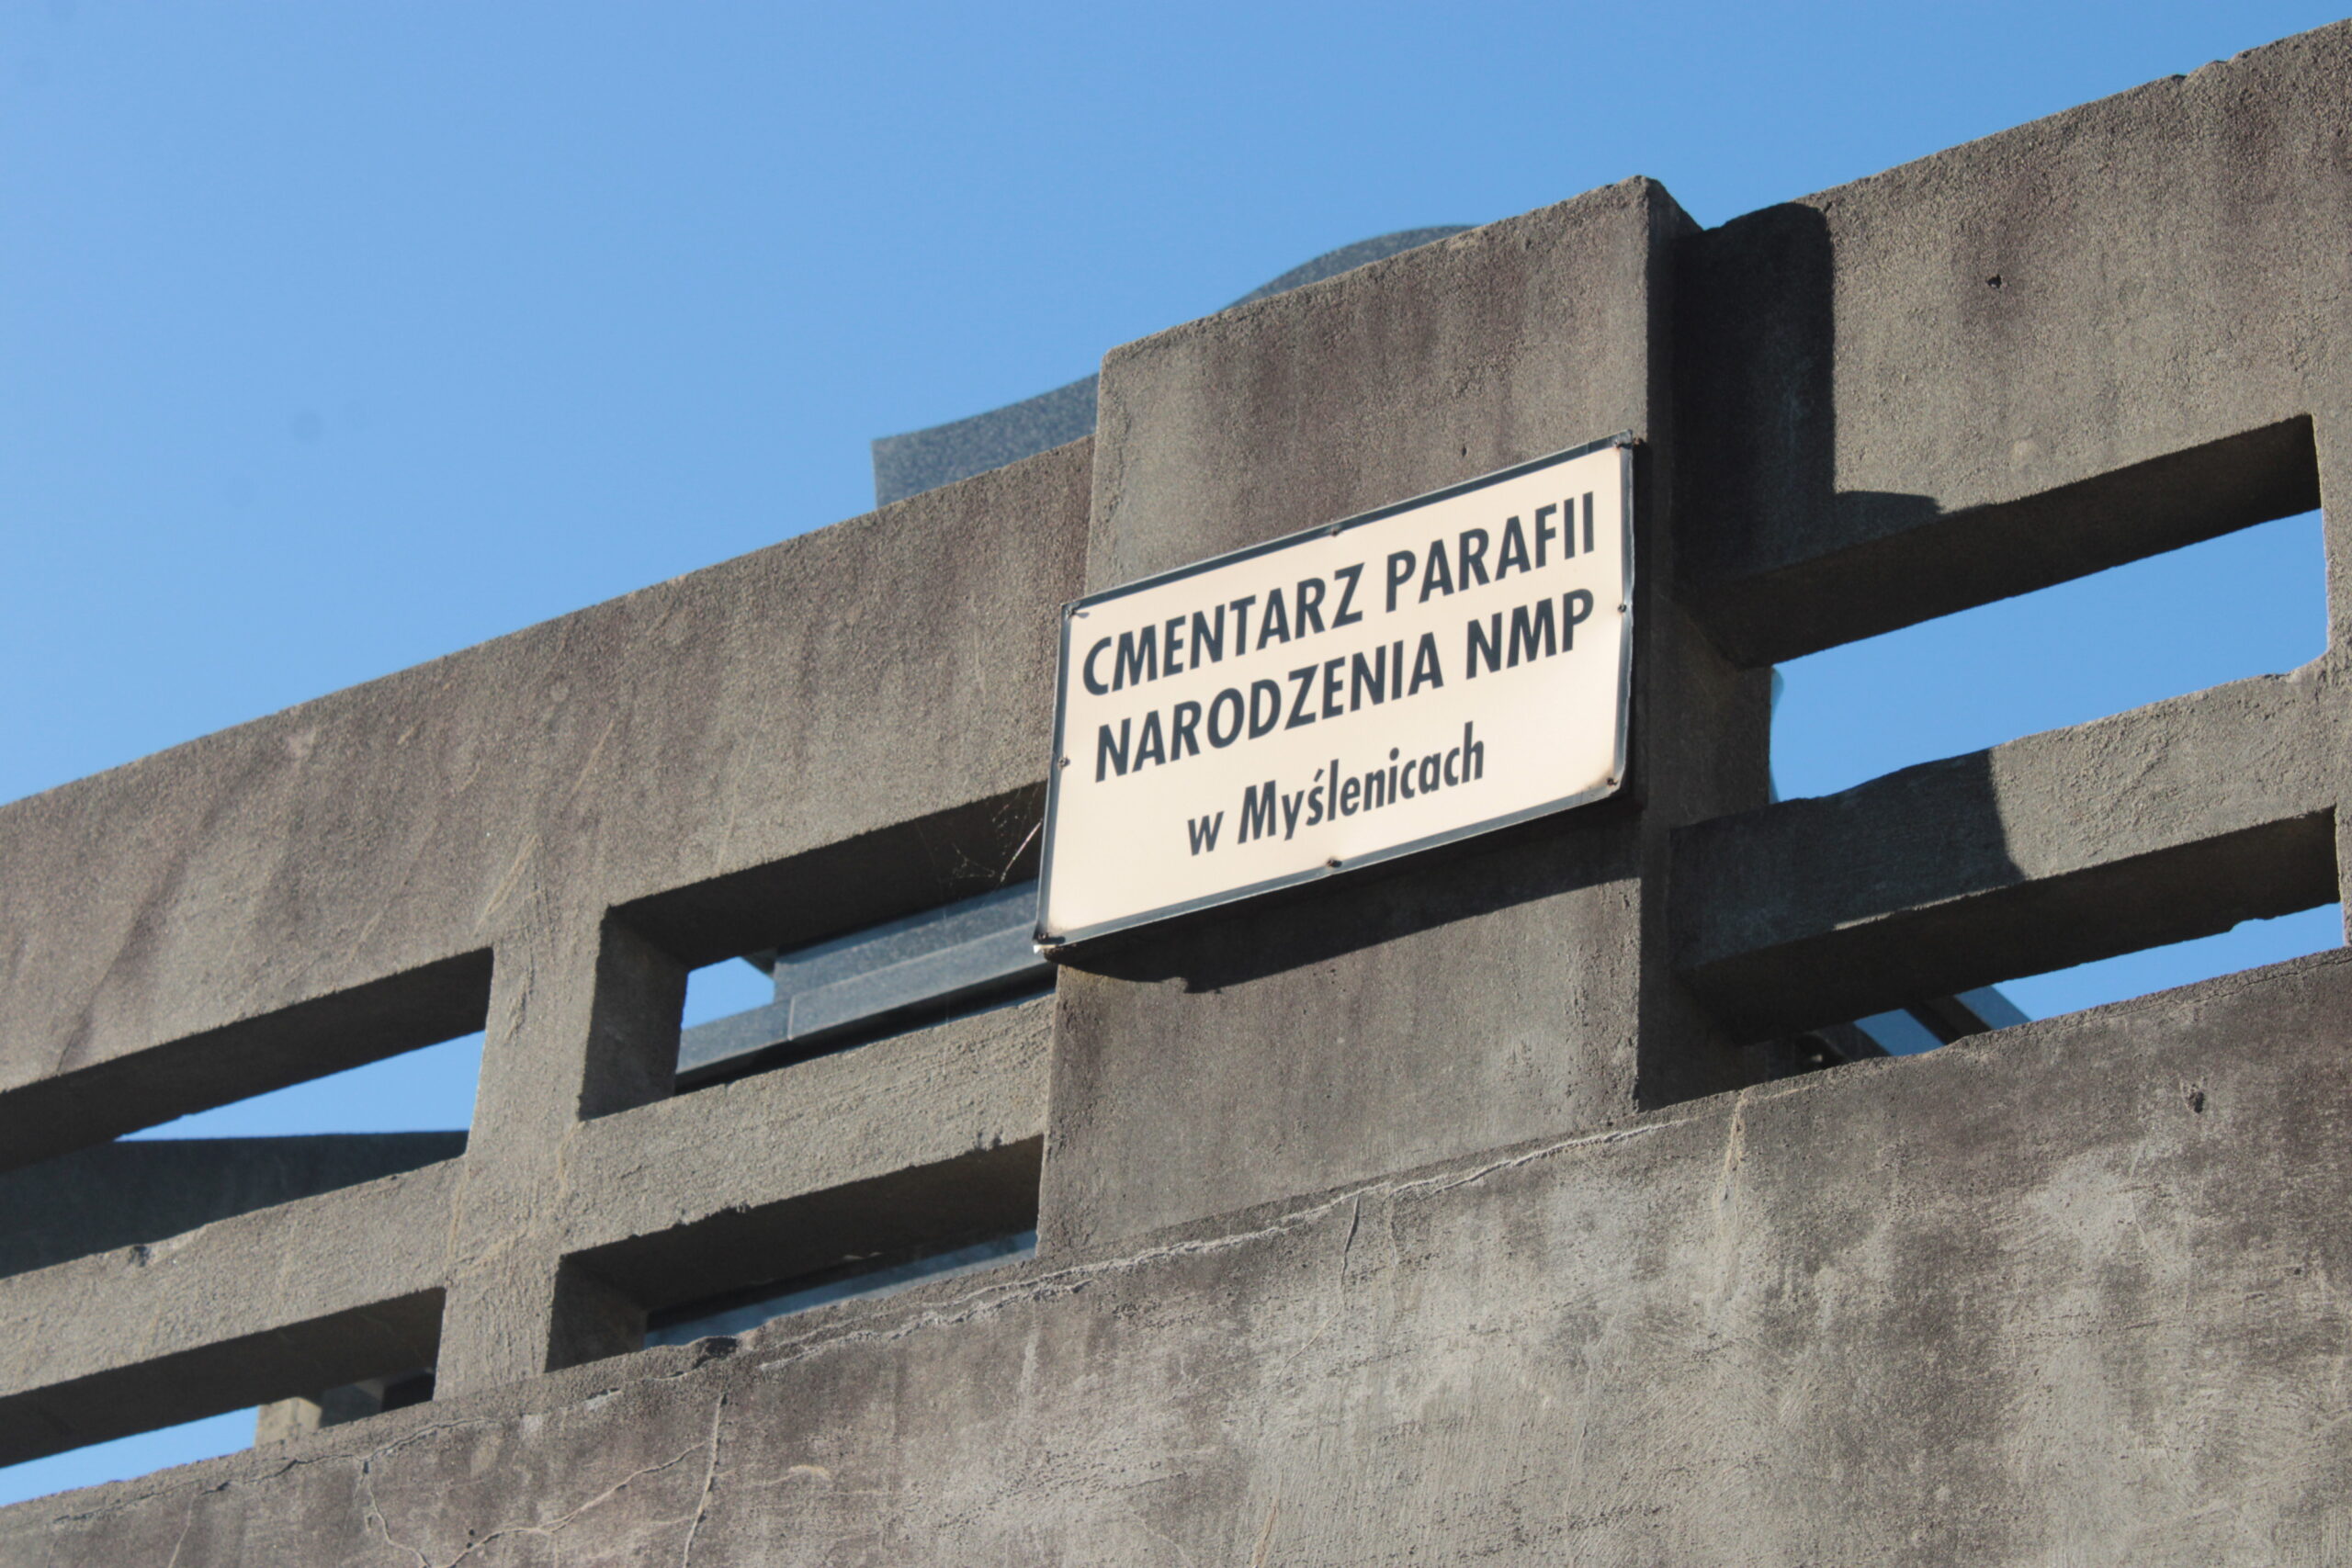 CMENTARZ PARAFII
NARODZENIA NMP
w Myślenicach